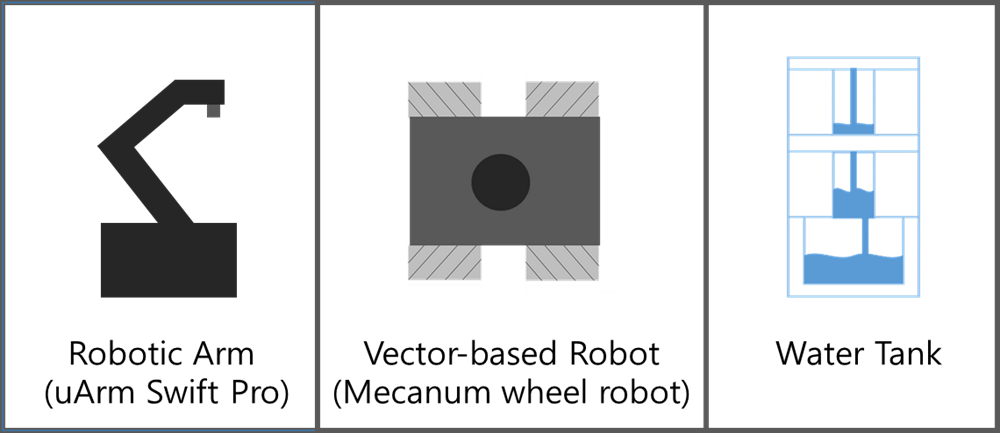 Robotic Arm
(uArm Swift Pro)
Vector-based Robot
(Mecanum wheel robot)
Water Tank